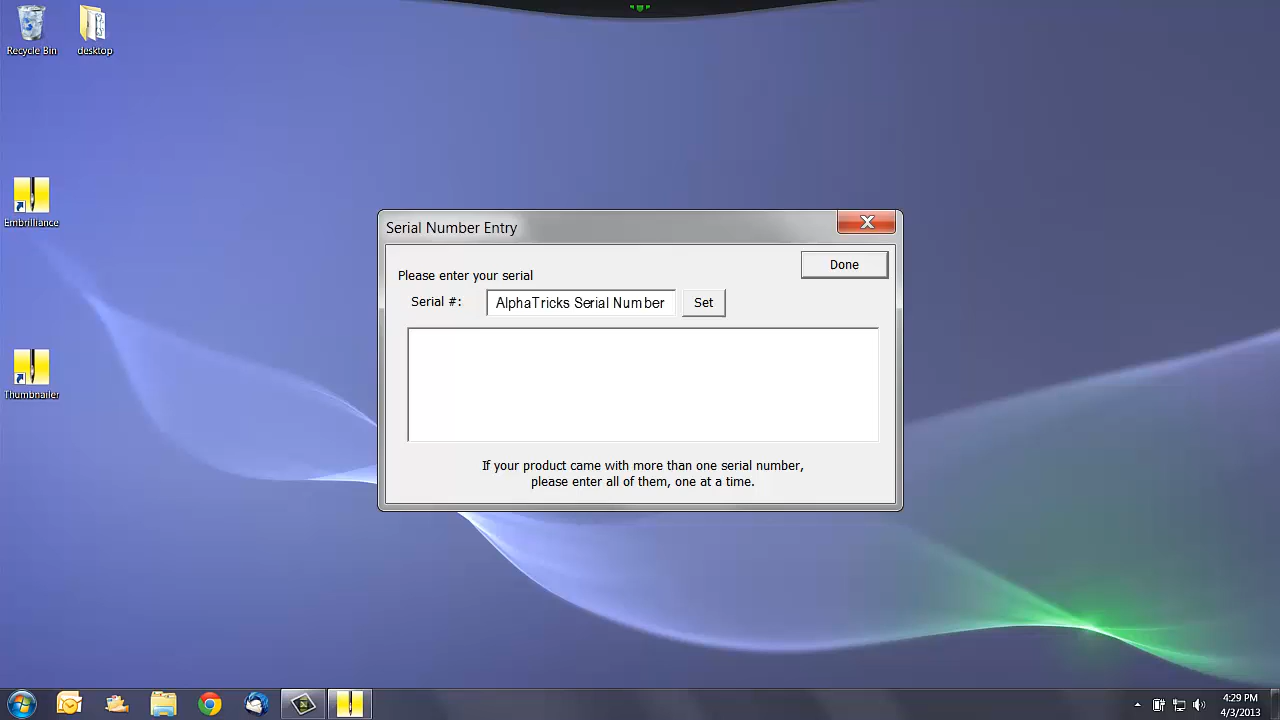 Recycle Bin
desktop
Embrilliance
Thumbnailer
Serial Number Entry
Done
Please enter your serial
Serial #:
AlphaTricks Serial Number
Set
If your product came with more than one serial number,
please enter all of them, one at a time.
4:29 PM
4/3/2013